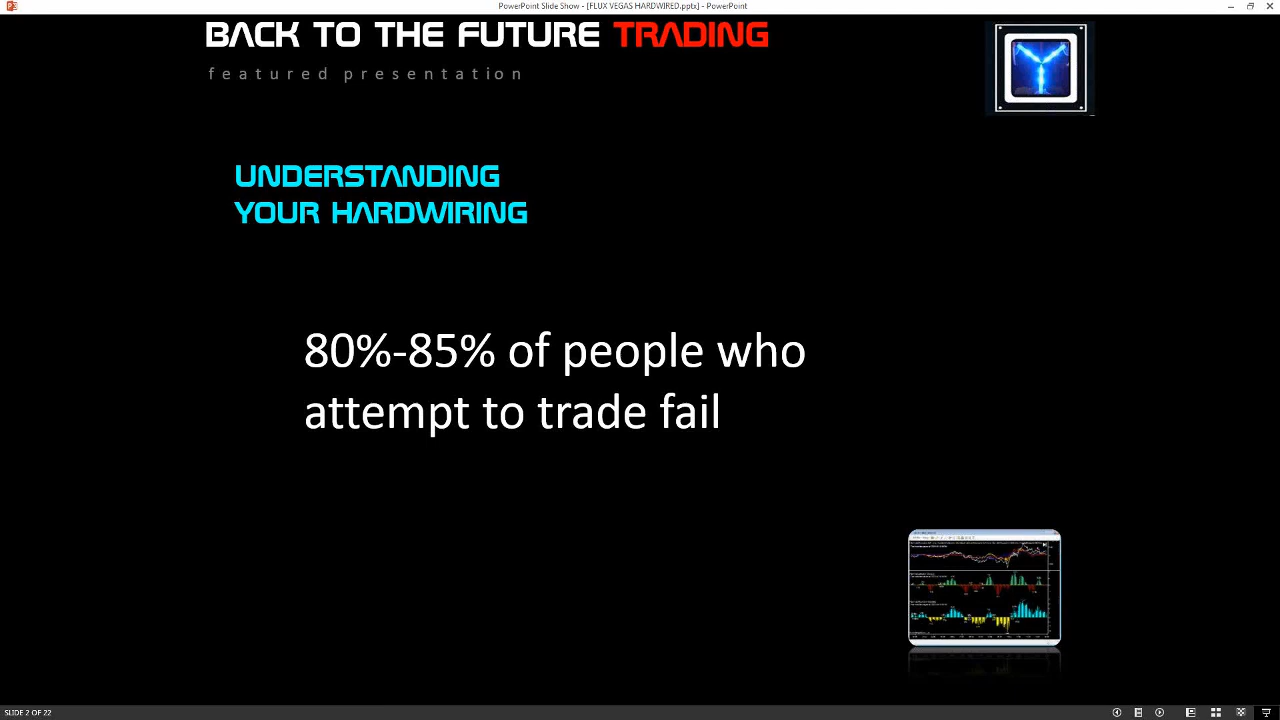 PowerPoint Slide Show - [FLUX VEGAS HARDWIRED.pptx] - PowerPoint
BACK TO THE FUTURE TRADING
featured presentation
UNDERSTANDING
YOUR HARDWIRING
80%-85% of people who
attempt to trade fail
SLIDE 2 OF 22